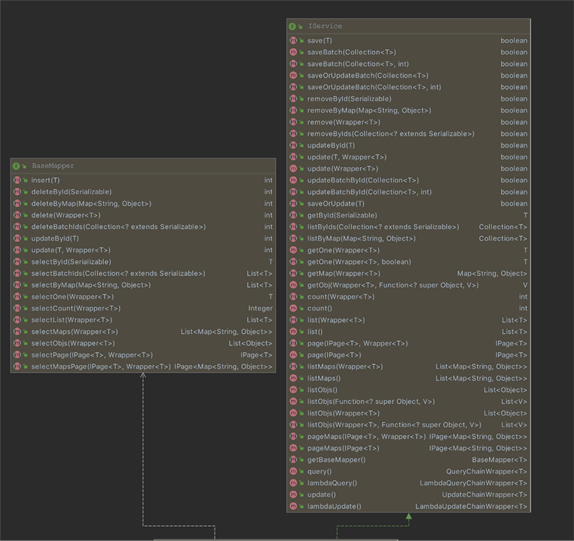 IService
save(T) boolean
saveBatch(Collection<T>) boolean
saveBatch(Collection<T>, int) boolean
saveOrUpdateBatch(Collection<T>) boolean
saveOrUpdateBatch(Collection<T>, int) boolean
removeById(Serializable) boolean
removeByMap(Map<String, Object>) boolean
remove(Wrapper<T>) boolean
removeByIds(Collection<? extends Serializable>) boolean
updateById(T) boolean
update(T, Wrapper<T>) boolean
update(Wrapper<T>) boolean
updateBatchById(Collection<T>) boolean
updateBatchById(Collection<T>, int) boolean
saveOrUpdate(T) boolean
getById(Serializable) T
listByIds(Collection<? extends Serializable>) Collection<T>
listByMap(Map<String, Object>) Collection<T>
getOne(Wrapper<T>) T
getOne(Wrapper<T>, boolean) T
getMap(Wrapper<T>) Map<String, Object>
getObj(Wrapper<T>, Function<? super Object, V>) V
count(Wrapper<T>) int
count() int
list(Wrapper<T>) List<T>
list() List<T>
page(IPage<T>, Wrapper<T>) IPage<T>
page(IPage<T>) IPage<T>
listMaps(Wrapper<T>) List<Map<String, Object>>
listMaps() List<Map<String, Object>>
listObjs() List<Object>
listObjs(Function<? super Object, V>) List<V>
listObjs(Wrapper<T>) List<Object>
listObjs(Wrapper<T>, Function<? super Object, V>) List<V>
pageMaps(IPage<T>, Wrapper<T>) IPage<Map<String, Object>>
pageMaps(IPage<T>) IPage<Map<String, Object>>
getBaseMapper() BaseMapper<T>
query() QueryChainWrapper<T>
lambdaQuery() LambdaQueryChainWrapper<T>
update() UpdateChainWrapper<T>
lambdaUpdate() LambdaUpdateChainWrapper<T>
BaseMapper
insert(T) int
deleteById(Serializable) int
deleteByMap(Map<String, Object>) int
delete(Wrapper<T>) int
deleteBatchIds(Collection<? extends Serializable>) int
updateById(T) int
update(T, Wrapper<T>) int
selectById(Serializable) T
selectBatchIds(Collection<? extends Serializable>) List<T>
selectByMap(Map<String, Object>) List<T>
selectOne(Wrapper<T>) T
selectCount(Wrapper<T>) Integer
selectList(Wrapper<T>) List<T>
selectMaps(Wrapper<T>) List<Map<String, Object>>
selectObjs(Wrapper<T>) List<Object>
selectPage(IPage<T>, Wrapper<T>) IPage<T>
selectMapsPage(IPage<T>, Wrapper<T>) IPage<Map<String, Object>>